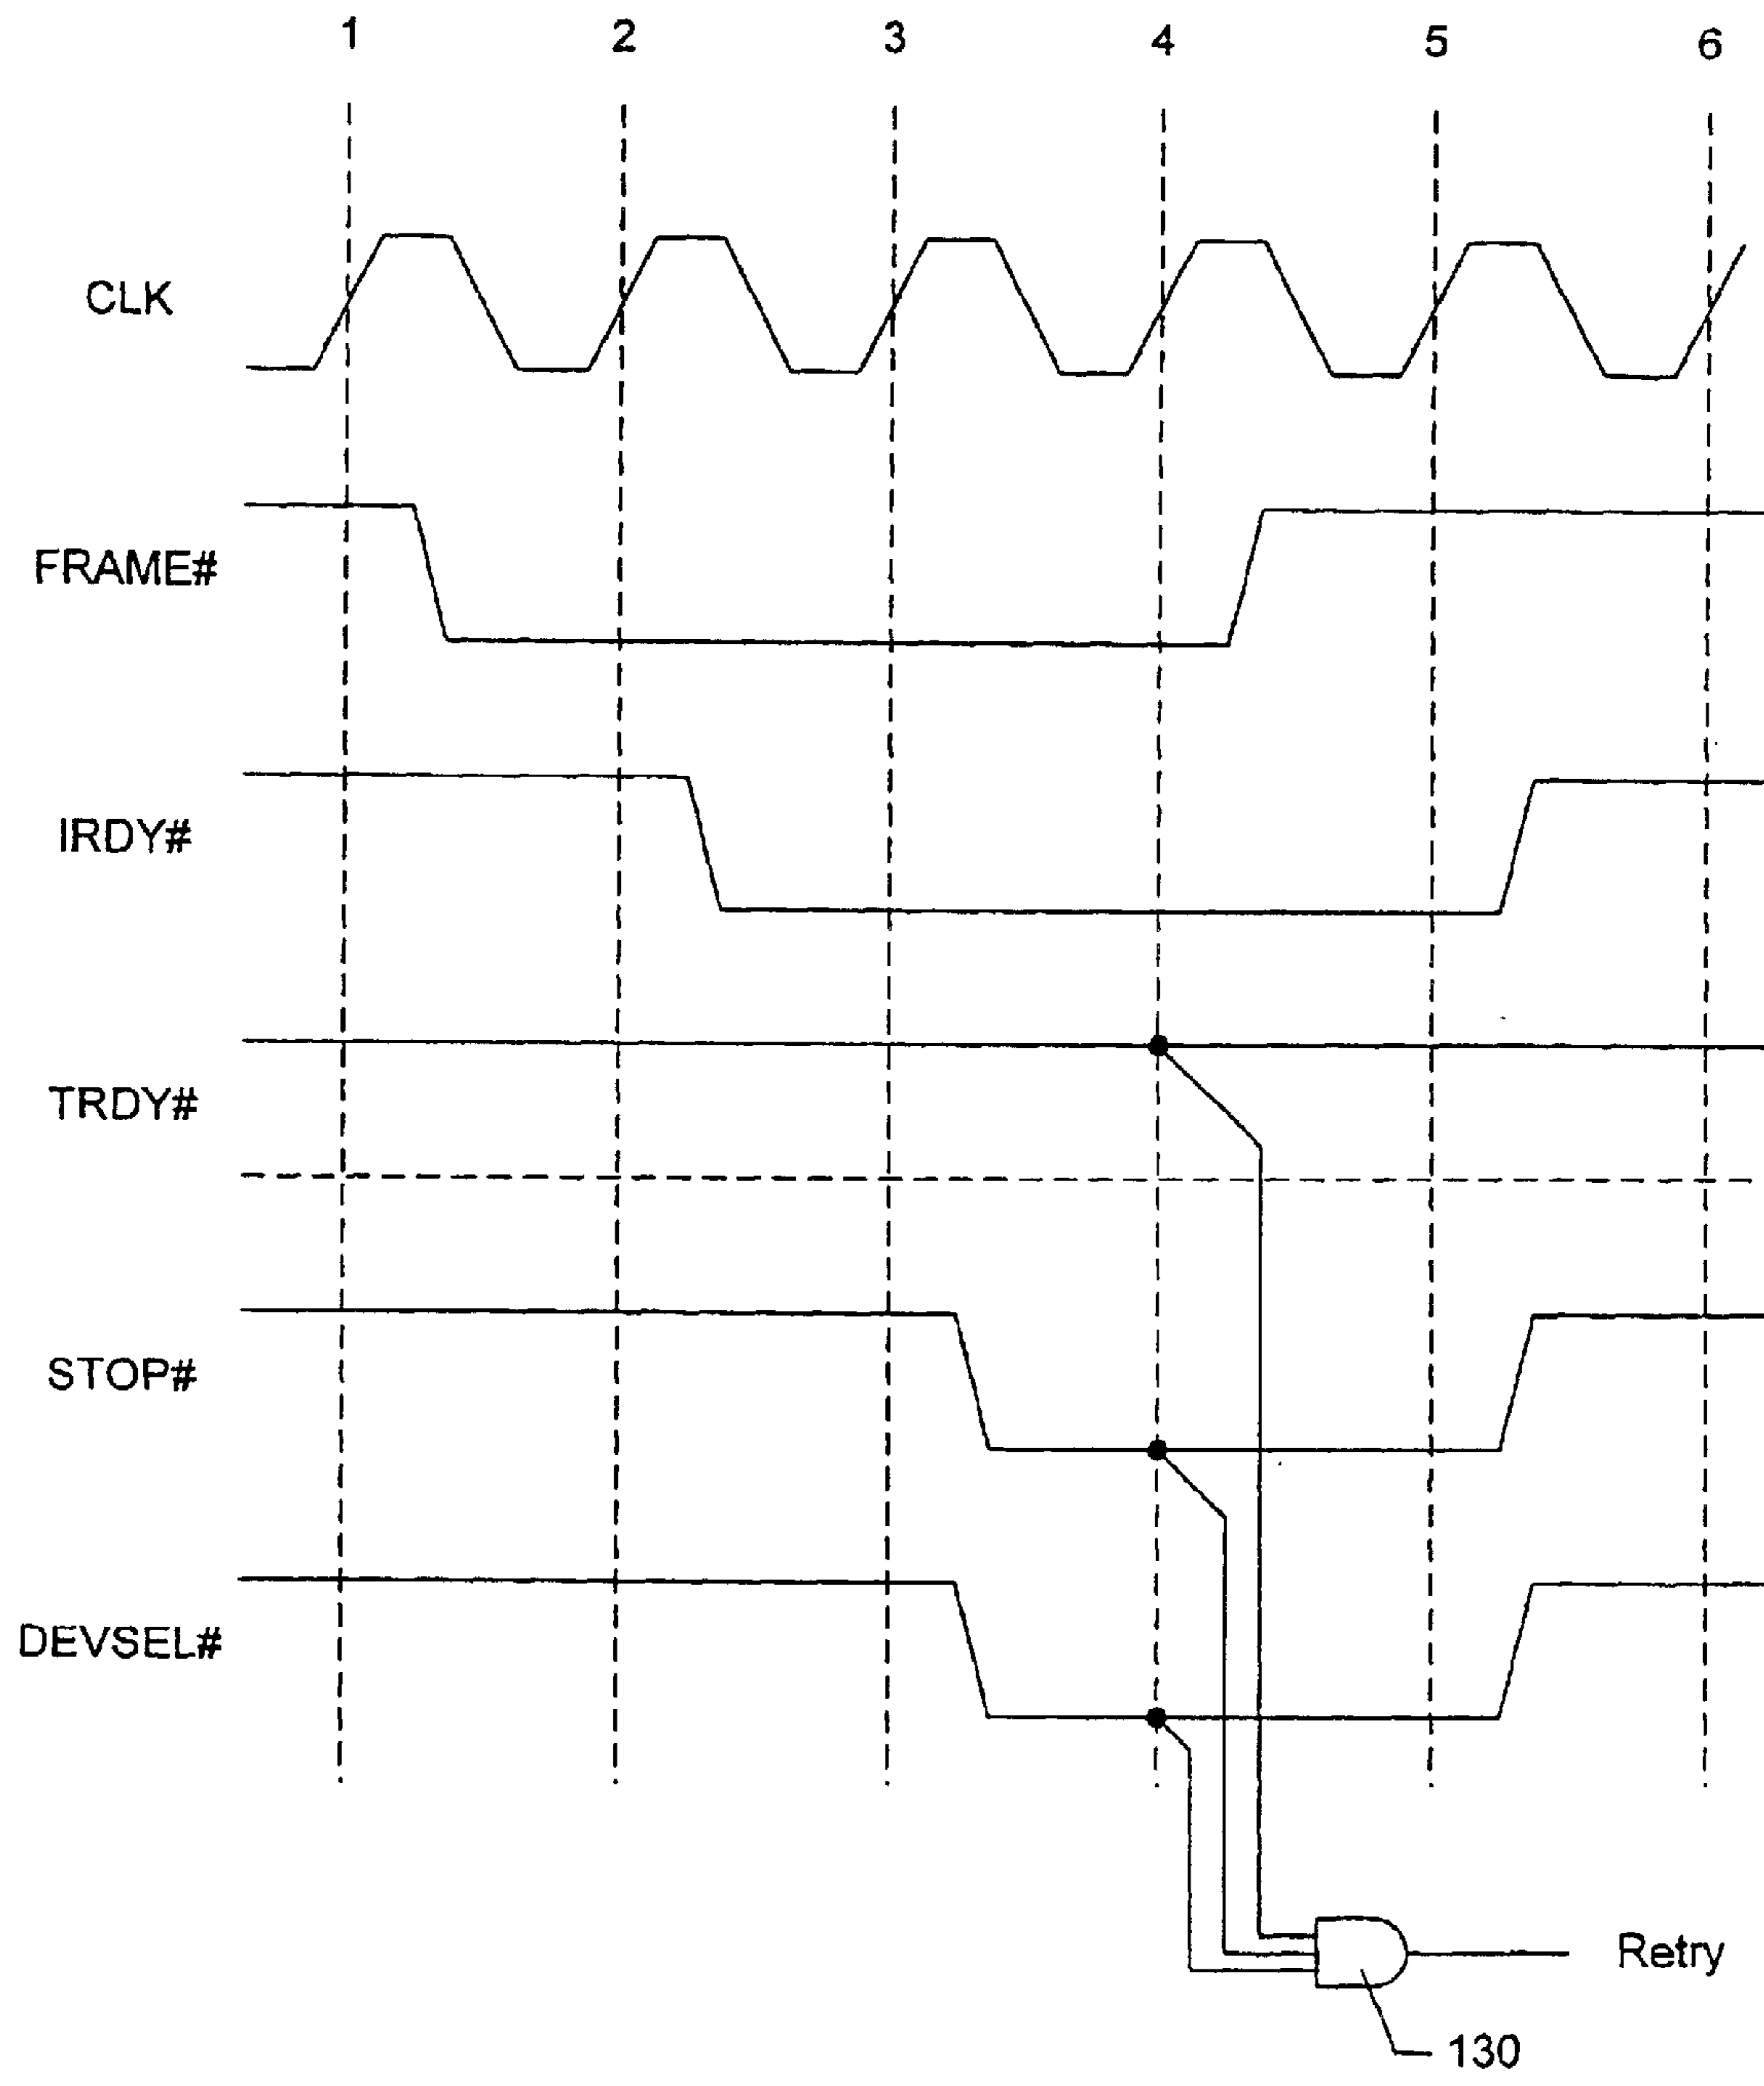 1 2 3 4 5 6
CLK
FRAME#
IRDY#
TRDY#
STOP#
DEVSEL#
Retry
130